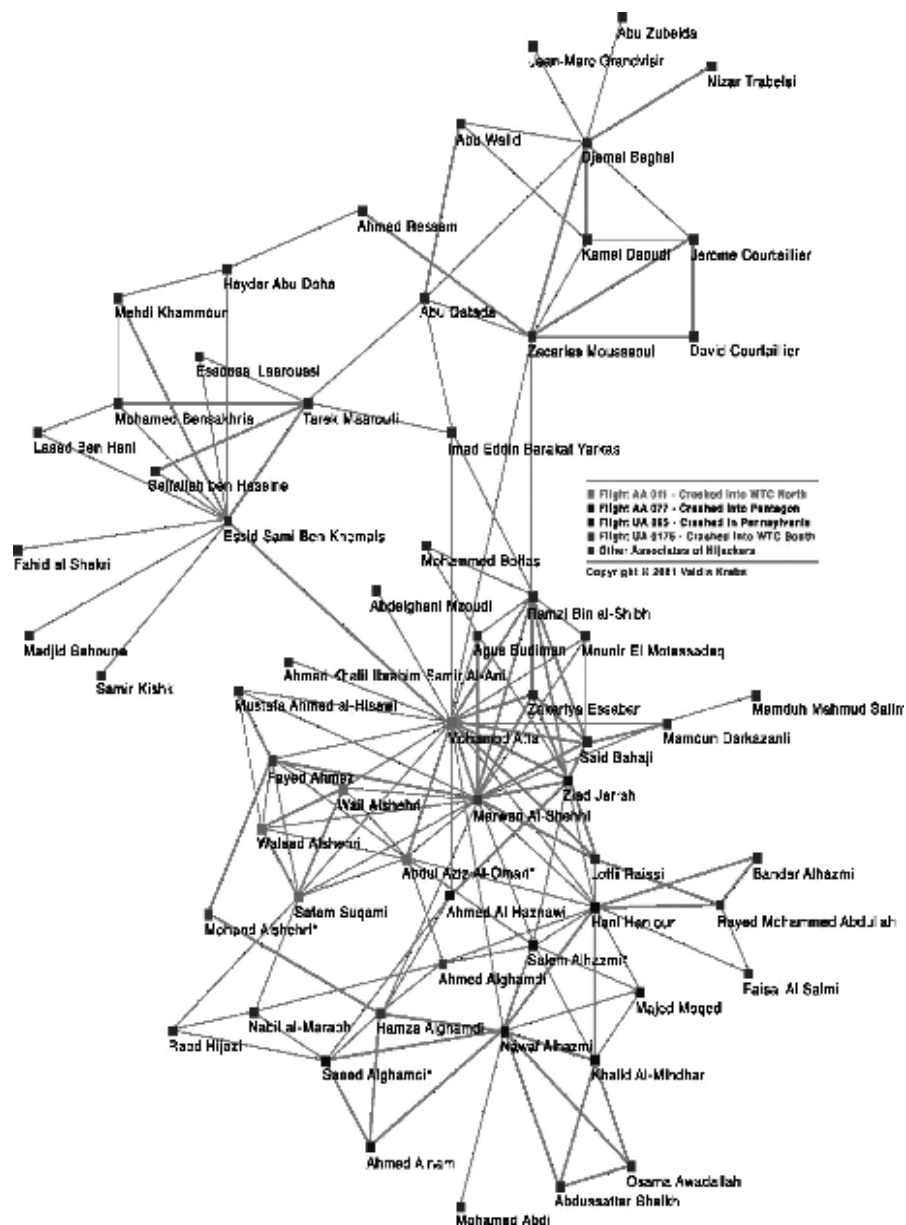 Abu Zubeida
Jean-Marc Grandvisir
Nizar Trabelsi
Abu Walid
Djamal Beghal
Ahmed Ressam
Kamel Daoudi
Jerome Courtaillier
Haydar Abu Doha
Mehdi Khammoun
Abu Qatada
Zacarias Moussaoui
David Courtaillier
Essoussi Laarouasi
Mohamed Bensakhria
Tarek Maaroufi
Lased Ben Heni
Imad Eddin Barakat Yarkas
Seifallah ben Hassine
Flight AA 011 - Crashed into WTC North
Flight AA 077 - Crashed into Pentagon
Essid Sami Ben Khemais
Flight UA 093 - Crashed in Pennsylvania
Flight UA 0175 - Crashed into WTC South
Fahid al Shakri
Mohammed Belfas
Other Associates of Hijackers
Copyright © 2001 Valdis Krebs
Abdelghani Mzoudi
Ramzi Bin al-Shibh
Madjid Sahoune
Agus Budiman
Mounir El Motassadeq
Samir Kishk
Ahmed Khalil Ibrahim Samir Al-Ani
Mustafa Ahmed al-Hisawi
Zakariya Essabar
Mamduh Mahmud Salim
Mohamed Atta
Mamoun Darkazanli
Said Bahaji
Fayez Ahmed
Ziad Jarrah
Wail Alshehri
Marwan Al-Shehhi
Waleed Alshehri
Abdul Aziz Al-Omari*
Lotfi Raissi
Bandar Alhazmi
Satam Suqami
Ahmed Al Haznawi
Hani Hanjour
Rayed Mohammed Abdullah
Mohand Alshehri*
Salem Alhazmi*
Ahmed Alghamdi
Faisal Al Salmi
Majed Moqed
Nabil al-Marabh
Hamza Alghamdi
Raed Hijazi
Nawaf Alhazmi
Saeed Alghamdi*
Khalid Al-Mihdhar
Ahmed Alnami
Osama Awadallah
Abdussattar Shaikh
Mohamed Abdi